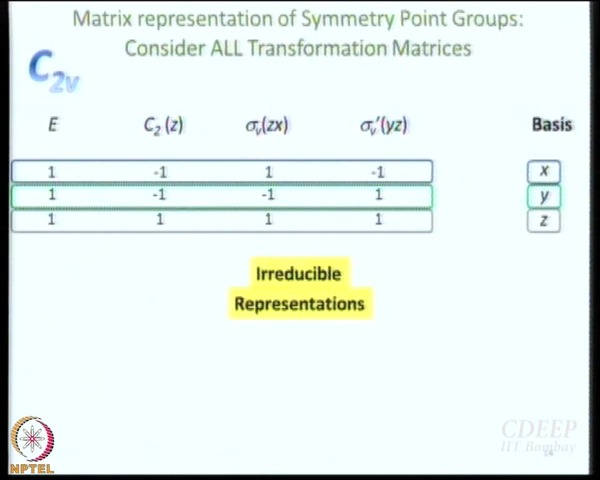 Matrix representation of Symmetry Point Groups:
Consider ALL Transformation Matrices
C2v
E C2 (z) σv(zx) σv'(yz) Basis
1 -1 1 -1 x
1 -1 -1 1 y
1 1 1 1 z
Irreducible
Representations
NPTEL
CDEEP
IIT Bombay
14